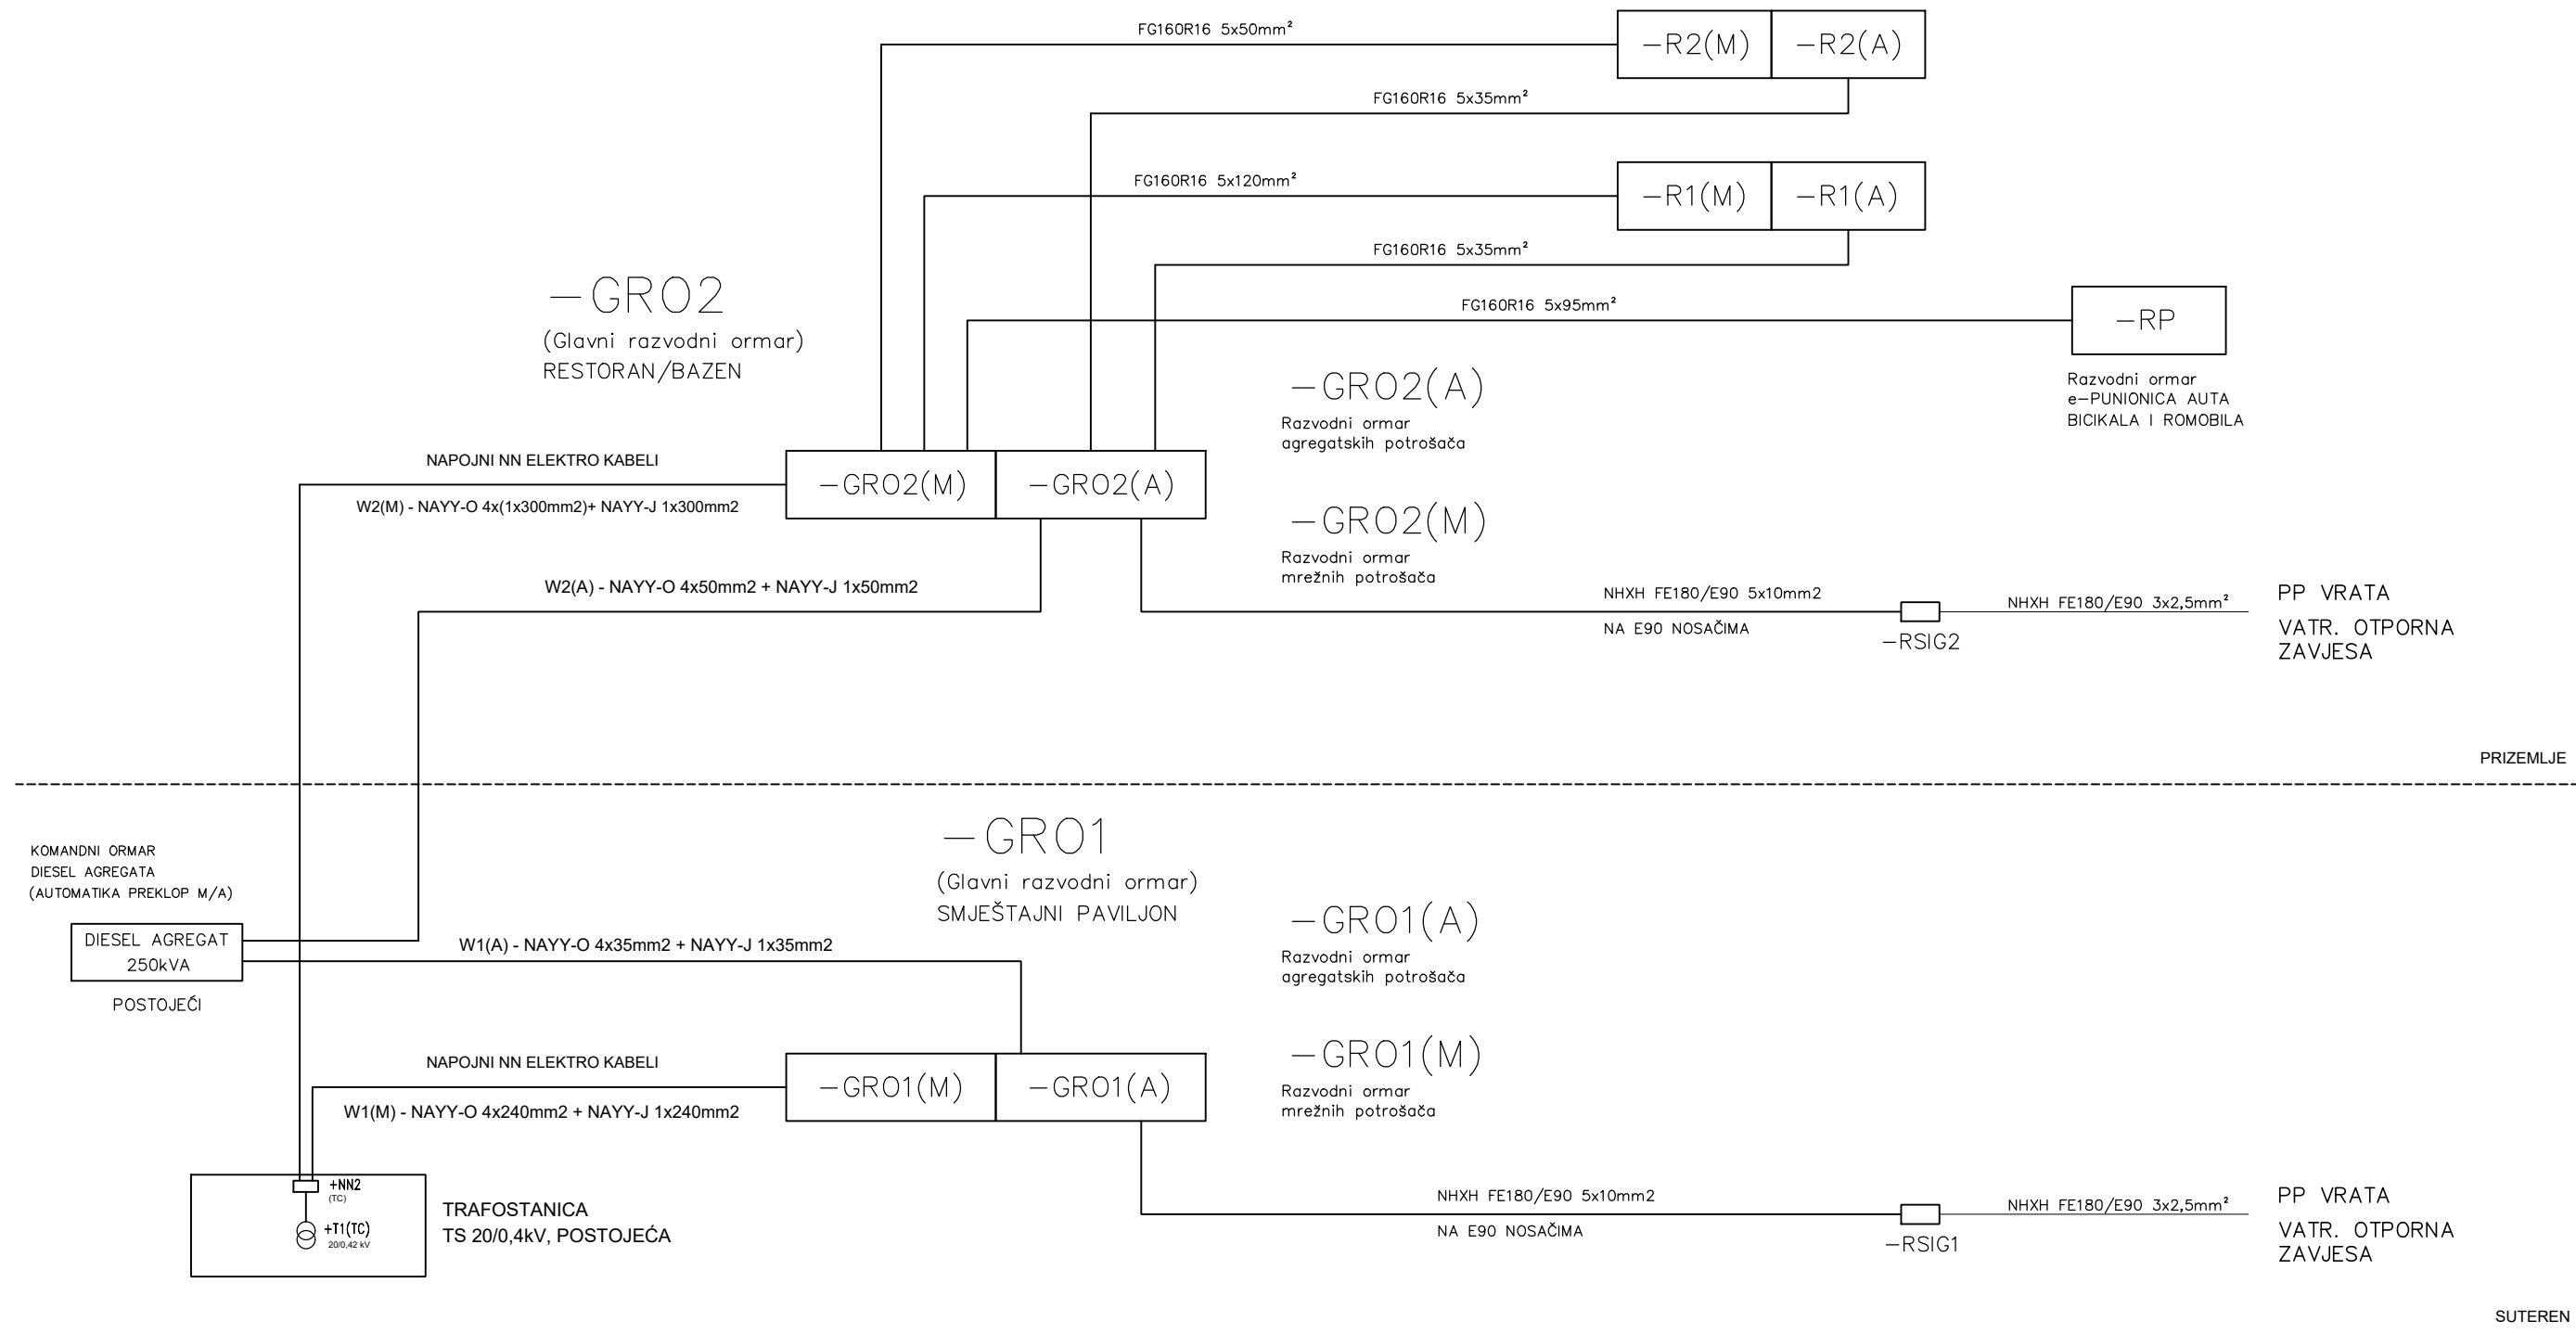 FG160R16 5x50mm²
-R2(M)
-R2(A)
FG160R16 5x35mm²
FG160R16 5x120mm²
-R1(M)
-R1(A)
FG160R16 5x35mm²
-GRO2
(Glavni razvodni ormar)
RESTORAN/BAZEN
FG160R16 5x95mm²
-RP
Razvodni ormar
e-PUNIONICA AUTA
BICIKALA I ROMOBILA
-GRO2(A)
Razvodni ormar
agregatskih potrošača
NAPOJNI NN ELEKTRO KABELI
W2(M) - NAYY-O 4x(1x300mm2)+ NAYY-J 1x300mm2
-GRO2(M)
-GRO2(A)
-GRO2(M)
Razvodni ormar
mrežnih potrošača
W2(A) - NAYY-O 4x50mm2 + NAYY-J 1x50mm2
NHXH FE180/E90 5x10mm2
NA E90 NOSAČIMA
-RSIG2
NHXH FE180/E90 3x2,5mm²
PP VRATA
VATR. OTPORNA
ZAVJESA
PRIZEMLJE
-GRO1
(Glavni razvodni ormar)
SMJEŠTAJNI PAVILJON
KOMANDNI ORMAR
DIESEL AGREGATA
(AUTOMATIKA PREKLOP M/A)
DIESEL AGREGAT
250kVA
POSTOJEĆI
W1(A) - NAYY-O 4x35mm2 + NAYY-J 1x35mm2
-GRO1(A)
Razvodni ormar
agregatskih potrošača
NAPOJNI NN ELEKTRO KABELI
W1(M) - NAYY-O 4x240mm2 + NAYY-J 1x240mm2
-GRO1(M)
-GRO1(A)
-GRO1(M)
Razvodni ormar
mrežnih potrošača
+NN2
(TC)
+T1(TC)
20/0,42 kV
TRAFOSTANICA
TS 20/0,4kV, POSTOJEĆA
NHXH FE180/E90 5x10mm2
NA E90 NOSAČIMA
-RSIG1
NHXH FE180/E90 3x2,5mm²
PP VRATA
VATR. OTPORNA
ZAVJESA
SUTEREN